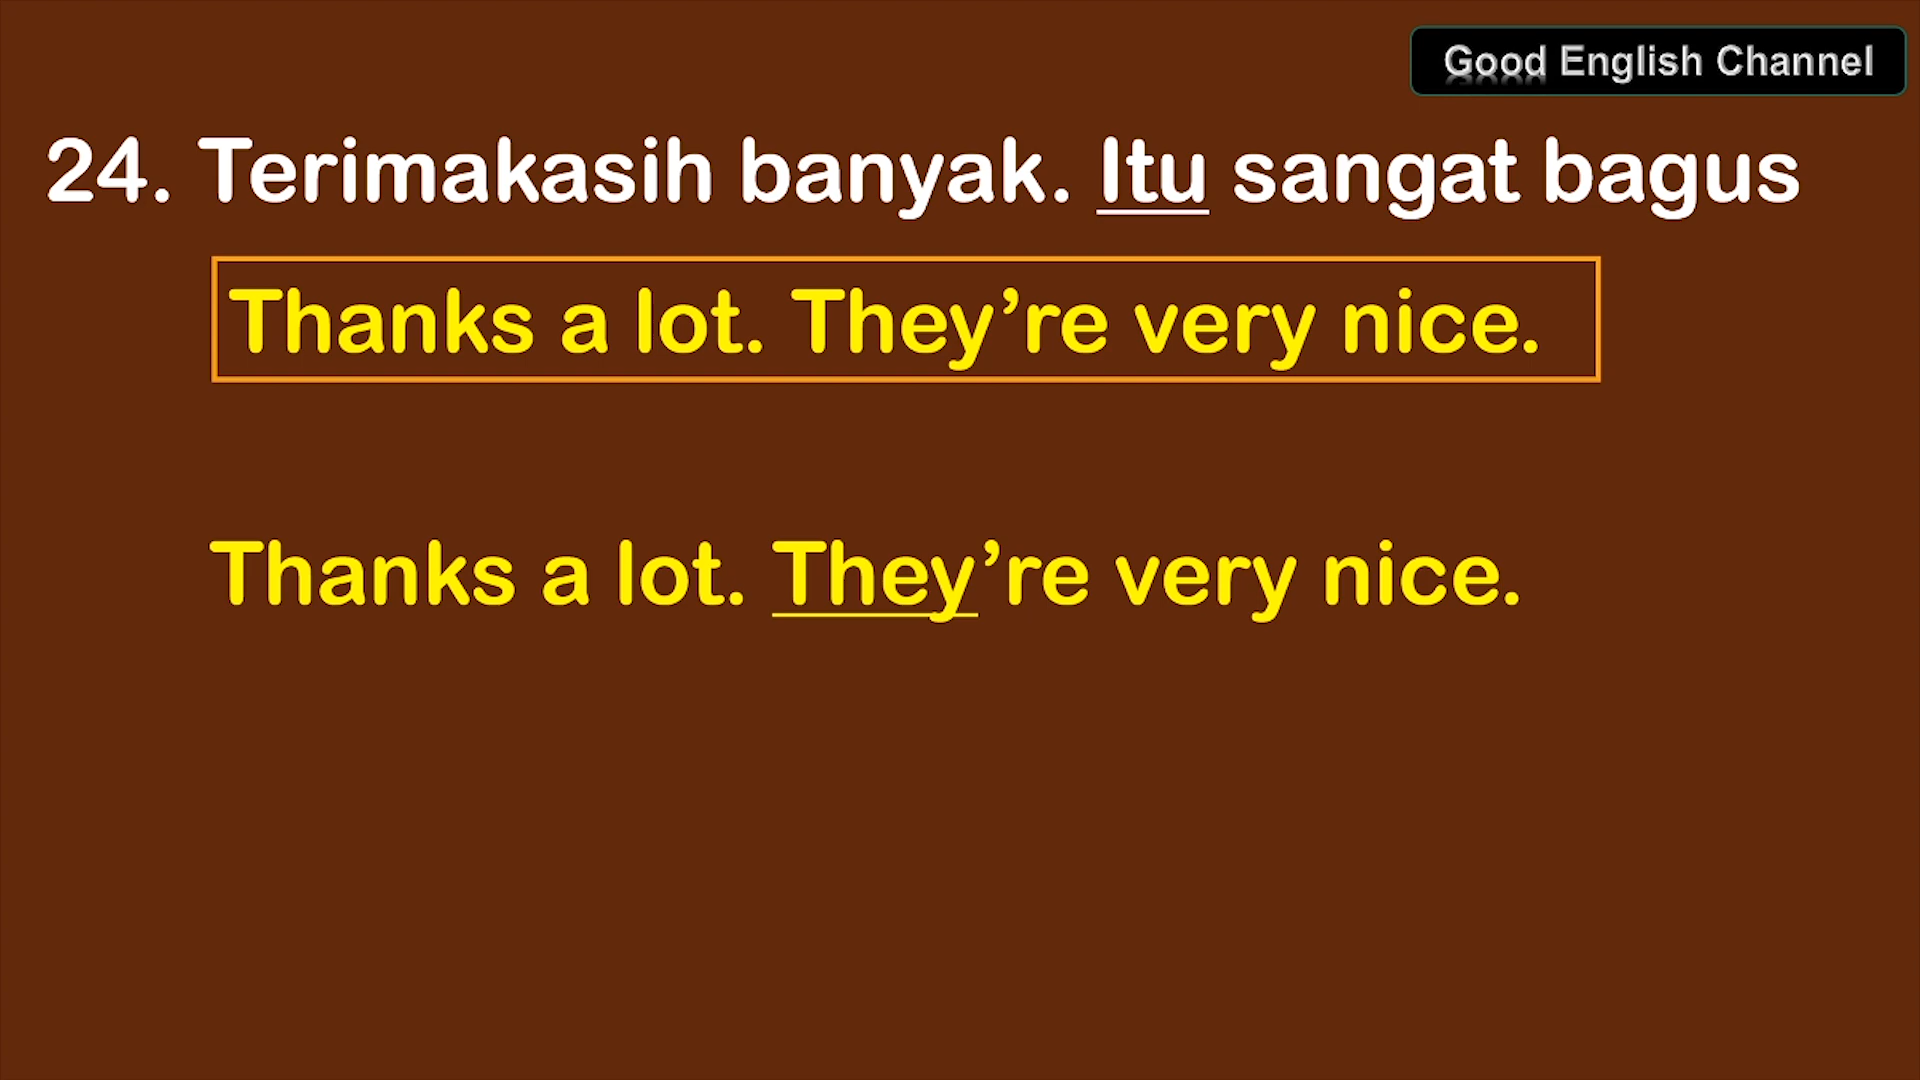 Good English Channel
24. Terimakasih banyak. Itu sangat bagus
Thanks a lot. They’re very nice.
Thanks a lot. They’re very nice.